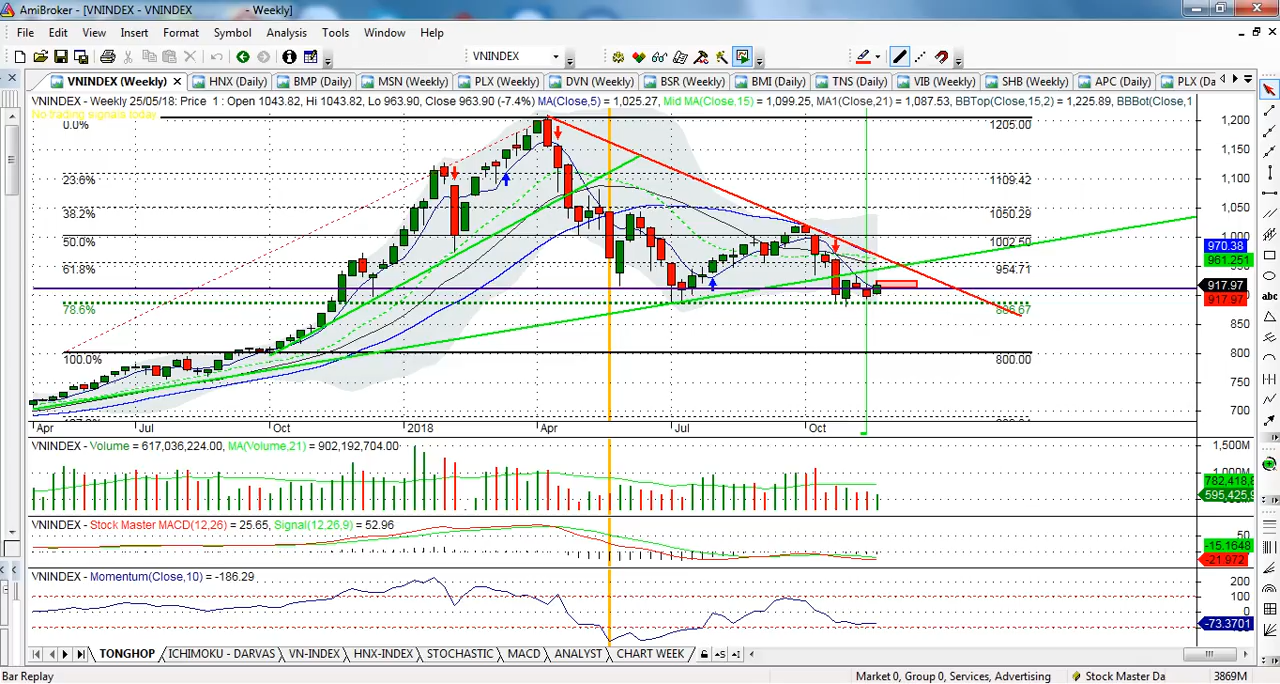 AmiBroker - [VNINDEX - VNINDEX - Weekly]
File Edit View Insert Format Symbol Analysis Tools Window Help
VNINDEX
VNINDEX (Weekly) HNX (Daily) BMP (Daily) MSN (Weekly) PLX (Weekly) DVN (Weekly) BSR (Weekly) BMI (Daily) TNS (Daily) VIB (Weekly) SHB (Weekly) APC (Daily) PLX (Da
VNINDEX - Weekly 25/05/18: Price 1 : Open 1043.82, Hi 1043.82, Lo 963.90, Close 963.90 (-7.4%) MA(Close,5) = 1,025.27, Mid MA(Close,15) = 1,099.25, MA1(Close,21) = 1,087.53, BBTop(Close,15,2) = 1,225.89, BBBot(Close,1
No trading signals today
0.0% 1205.00 1,200
1,150
23.6% 1109.42 1,100
38.2% 1050.29 1,050
50.0% 1002.50 1,000
970.38
61.8% 954.71 961.251
917.97
917.97
78.6%
850
100.0% 800.00 800
750
700
Apr Jul Oct 2018 Apr Jul Oct
VNINDEX - Volume = 617,036,224.00, MA(Volume,21) = 902,192,704.00
1,500M
1,000M
782,418,8
595,425,9
VNINDEX - Stock Master MACD(12,26) = 25.65, Signal(12,26,9) = 52.96
50
-15.1648
-21.972
VNINDEX - Momentum(Close,10) = -186.29
200
100
0
-73.3701
TONGHOP ICHIMOKU - DARVAS VN-INDEX HNX-INDEX STOCHASTIC MACD ANALYST CHART WEEK
Bar Replay Market 0, Group 0, Services, Advertising Stock Master Da 3869M